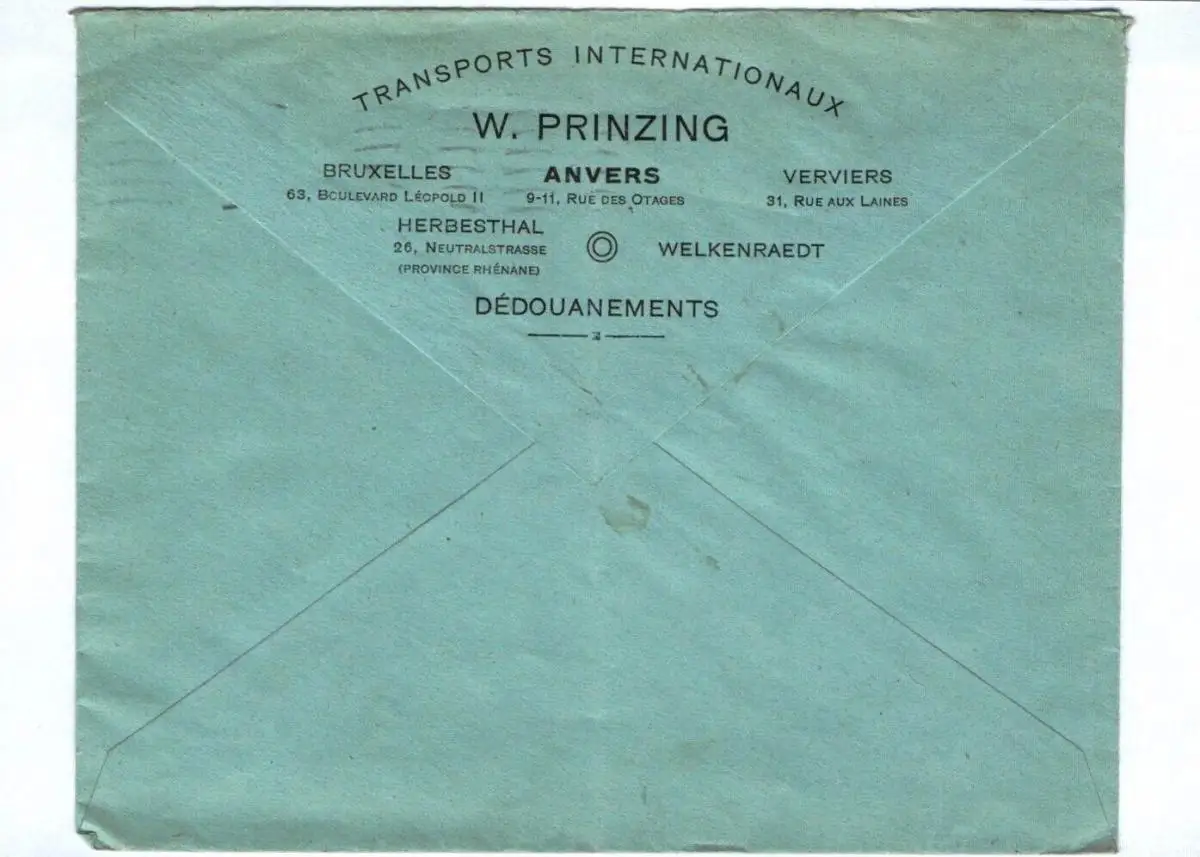 TRANSPORTS INTERNATIONAUX
W. PRINZING
BRUXELLES ANVERS VERVIERS
63, BOULEVARD LÉOPOLD II 9-11, RUE DES OTAGES 31, RUE AUX LAINES
HERBESTHAL
26, NEUTRALSTRASSE WELKENRAEDT
(PROVINCE RHÉNANE)
DÉDOUANEMENTS